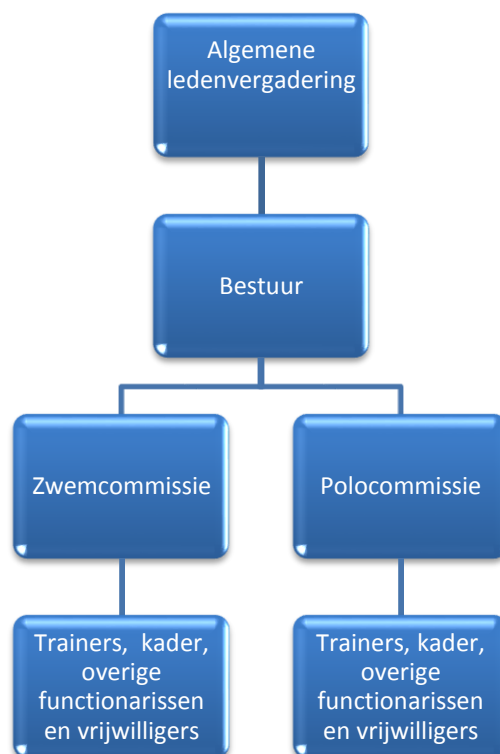 Algemene
ledenvergadering
Bestuur
Zwemcommissie
Polocommissie
Trainers, kader,
overige
functionarissen
en vrijwilligers
Trainers, kader,
overige
functionarissen
en vrijwilligers